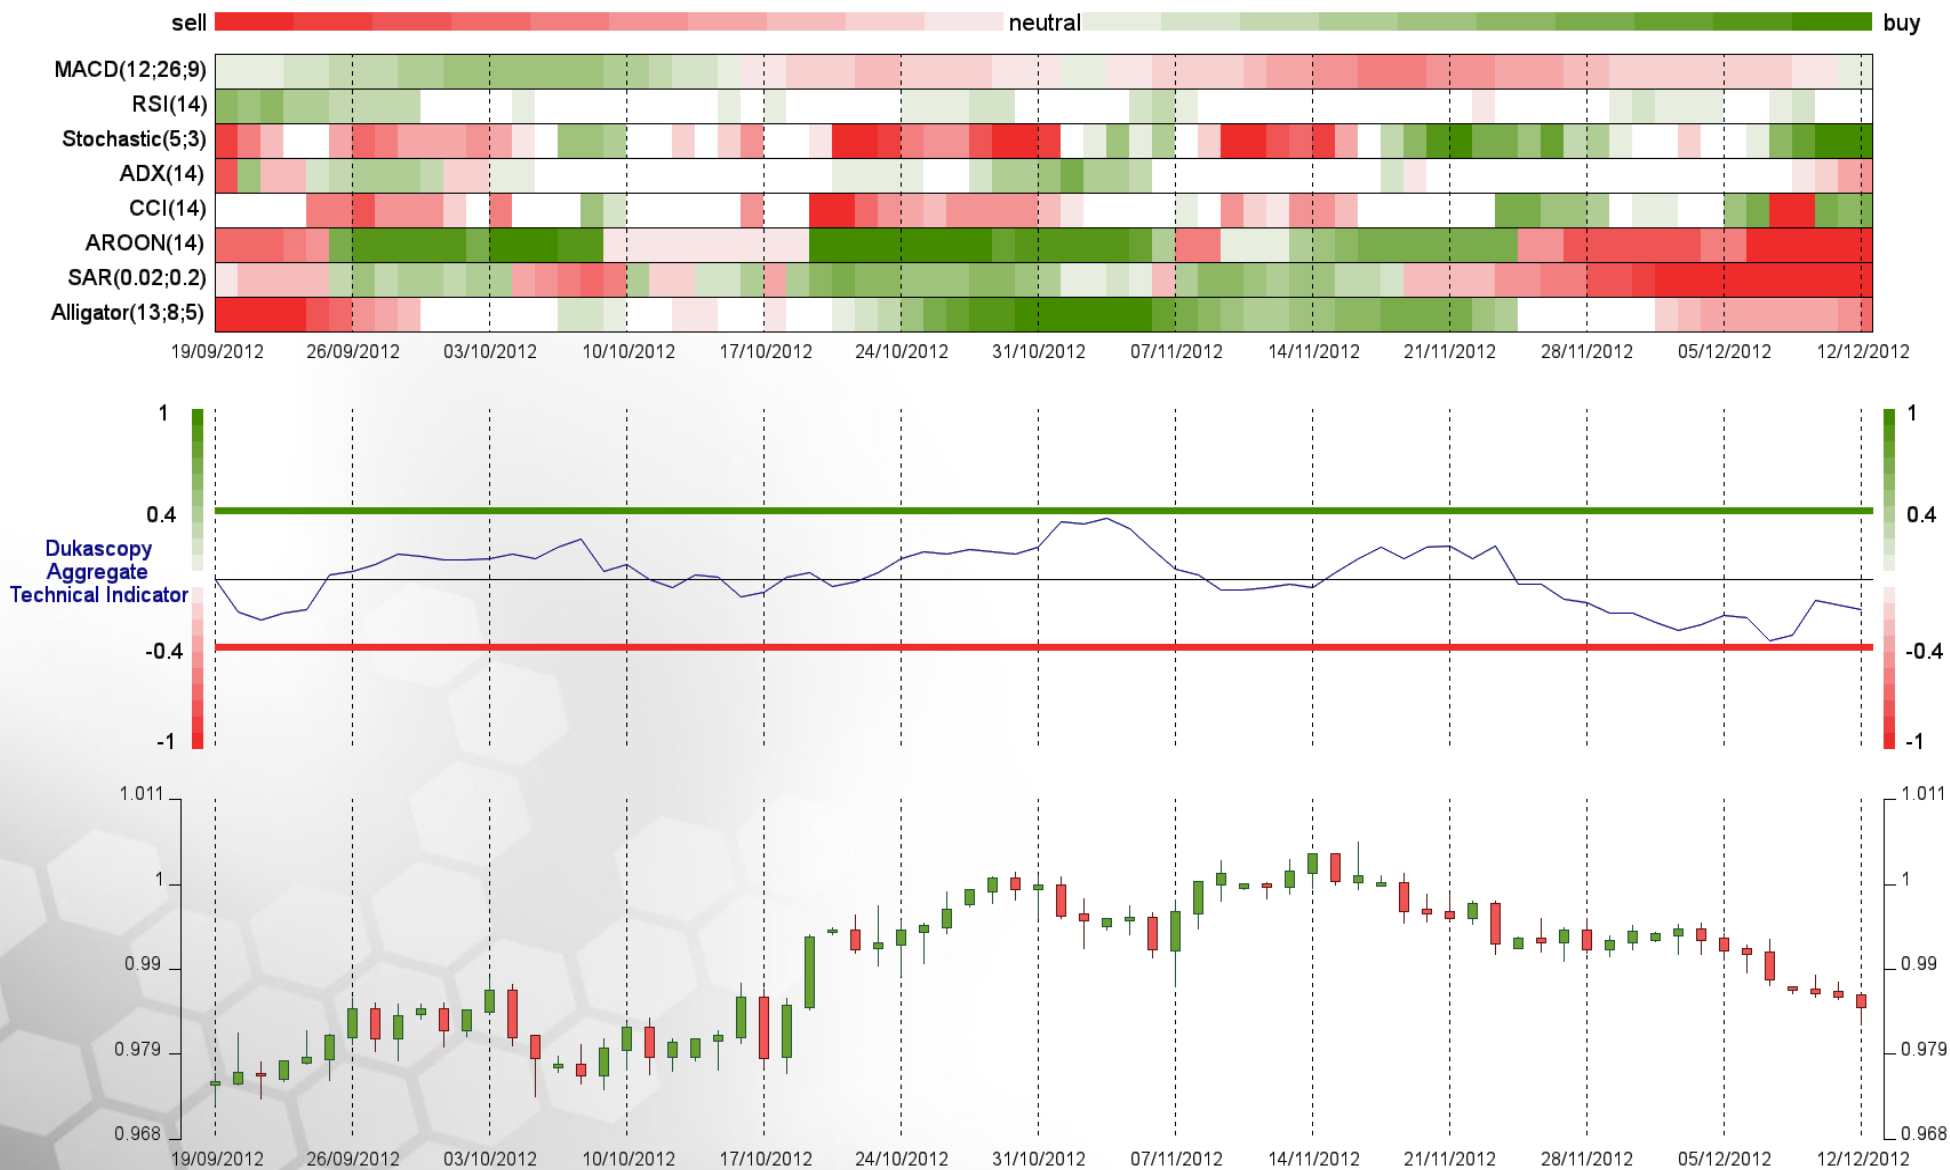 sell neutral buy
MACD(12;26;9)
RSI(14)
Stochastic(5;3)
ADX(14)
CCI(14)
AROON(14)
SAR(0.02;0.2)
Alligator(13;8;5)
19/09/2012 26/09/2012 03/10/2012 10/10/2012 17/10/2012 24/10/2012 31/10/2012 07/11/2012 14/11/2012 21/11/2012 28/11/2012 05/12/2012 12/12/2012
1 1
0.4 0.4
Dukascopy
Aggregate
Technical Indicator
-0.4 -0.4
-1 -1
1.011 1.011
1 1
0.99 0.99
0.979 0.979
0.968 0.968
19/09/2012 26/09/2012 03/10/2012 10/10/2012 17/10/2012 24/10/2012 31/10/2012 07/11/2012 14/11/2012 21/11/2012 28/11/2012 05/12/2012 12/12/2012